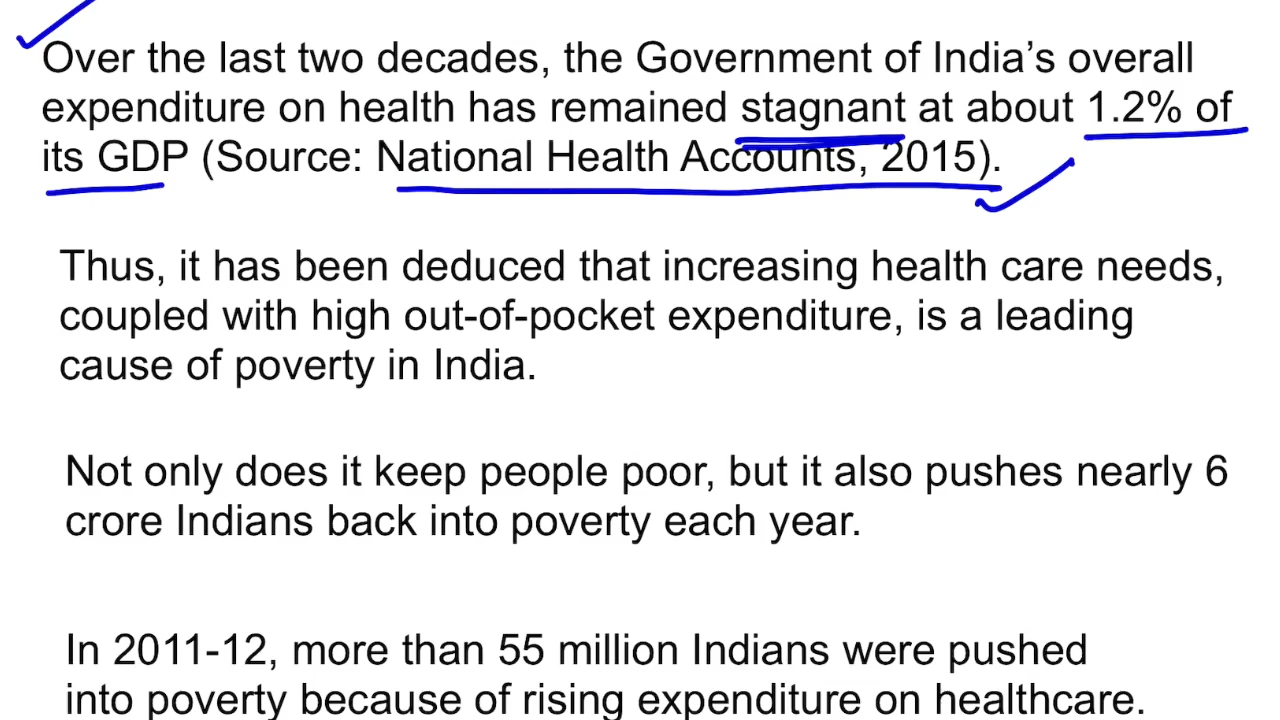 Over the last two decades, the Government of India’s overall
expenditure on health has remained stagnant at about 1.2% of
its GDP (Source: National Health Accounts, 2015).
Thus, it has been deduced that increasing health care needs,
coupled with high out-of-pocket expenditure, is a leading
cause of poverty in India.
Not only does it keep people poor, but it also pushes nearly 6
crore Indians back into poverty each year.
In 2011-12, more than 55 million Indians were pushed
into poverty because of rising expenditure on healthcare.